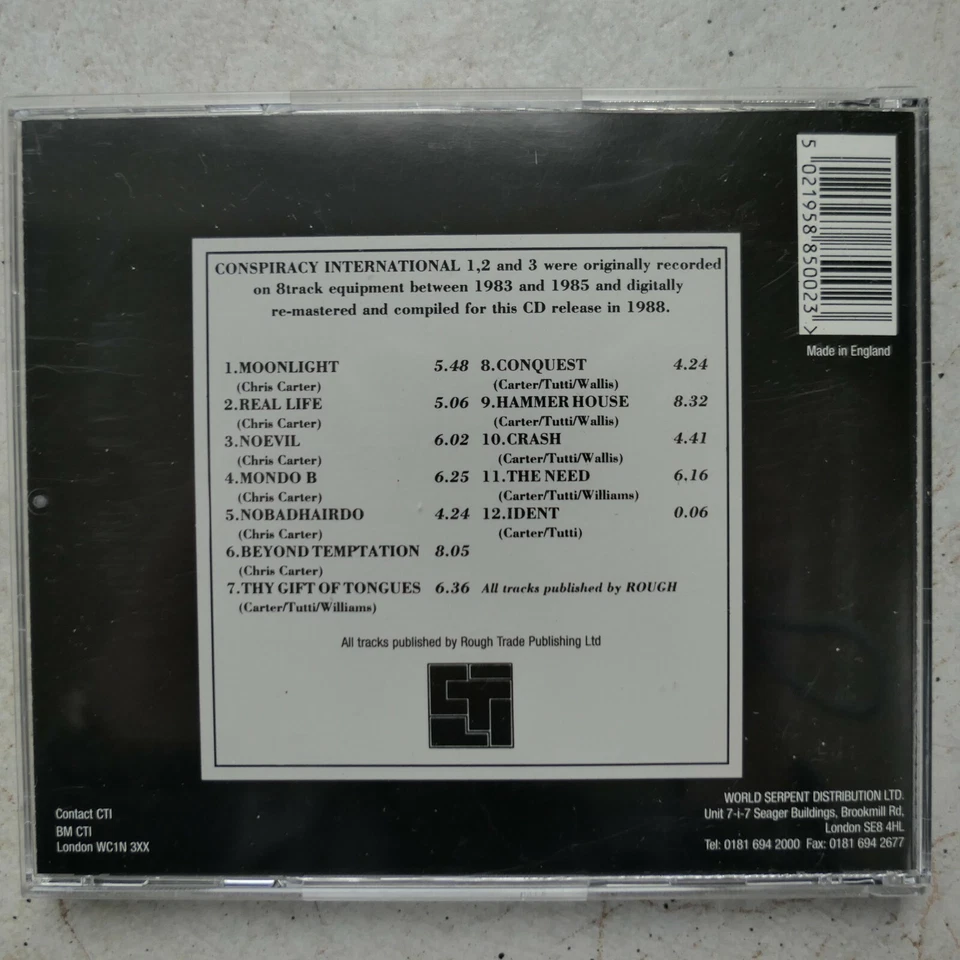 CONSPIRACY INTERNATIONAL 1,2 and 3 were originally recorded
on 8track equipment between 1983 and 1985 and digitally
re-mastered and compiled for this CD release in 1988.
1.MOONLIGHT 5.48
(Chris Carter)
2.REAL LIFE 5.06
(Chris Carter)
3.NOEVIL 6.02
(Chris Carter)
4.MONDO B 6.25
(Chris Carter)
5.NOBADHAIRDO 4.24
(Chris Carter)
6.BEYOND TEMPTATION 8.05
(Chris Carter)
7.THY GIFT OF TONGUES 6.36
(Carter/Tutti/Williams)
8.CONQUEST 4.24
(Carter/Tutti/Wallis)
9.HAMMER HOUSE 8.32
(Carter/Tutti/Wallis)
10.CRASH 4.41
(Carter/Tutti/Wallis)
11.THE NEED 6,16
(Carter/Tutti/Williams)
12.IDENT 0.06
(Carter/Tutti)
All tracks published by ROUGH
All tracks published by Rough Trade Publishing Ltd
CTI
5 021958 850023 >
Made in England
Contact CTI
BM CTI
London WC1N 3XX
WORLD SERPENT DISTRIBUTION LTD.
Unit 7-i-7 Seager Buildings, Brookmill Rd,
London SE8 4HL
Tel: 0181 694 2000 Fax: 0181 694 2677